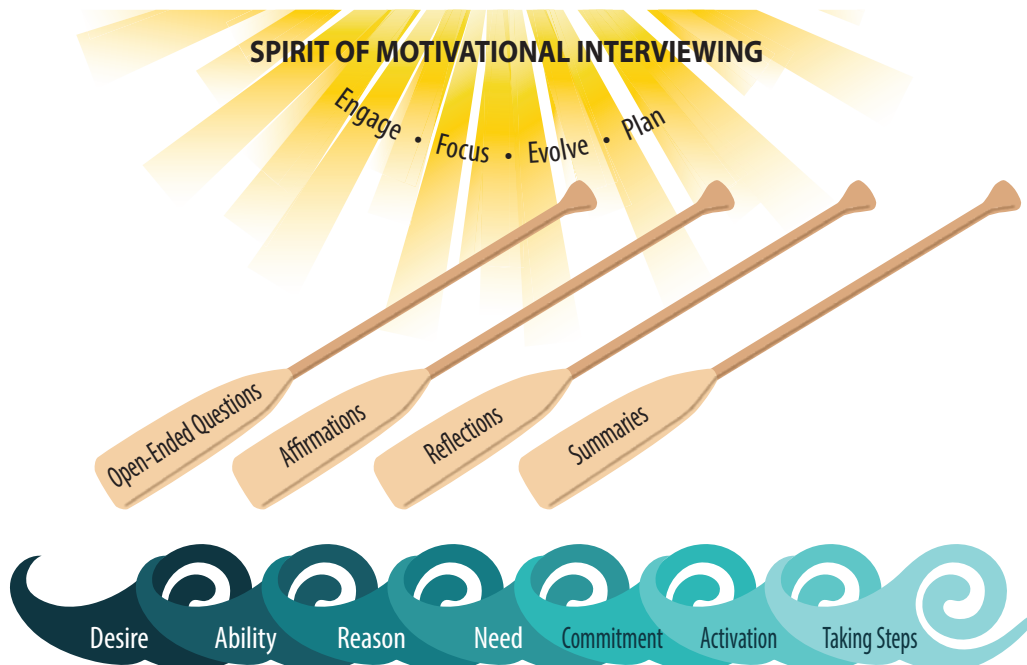 SPIRIT OF MOTIVATIONAL INTERVIEWING
Engage • Focus • Evolve • Plan
Open-Ended Questions
Affirmations
Reflections
Summaries
Desire
Ability
Reason
Need
Commitment
Activation
Taking Steps